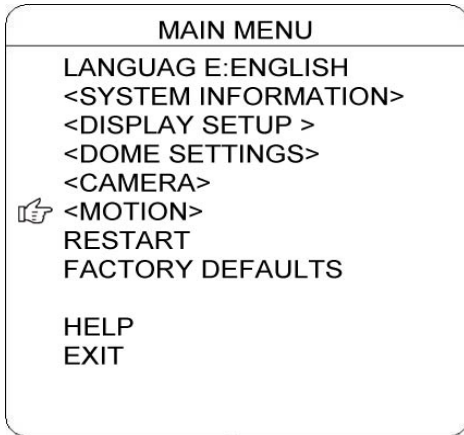 MAIN MENU
LANGUAG E:ENGLISH
<SYSTEM INFORMATION>
<DISPLAY SETUP >
<DOME SETTINGS>
<CAMERA>
<MOTION>
RESTART
FACTORY DEFAULTS
HELP
EXIT